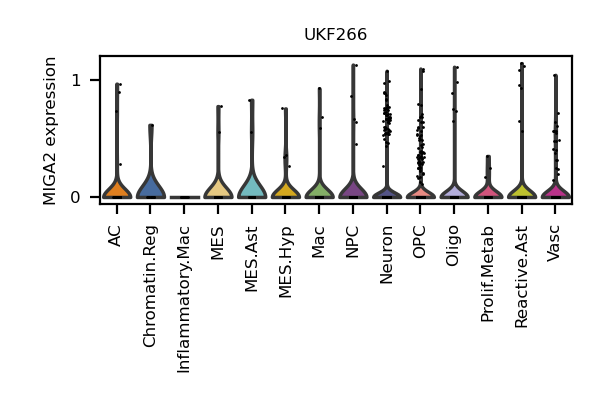 UKF266
MIGA2 expression
1
0
AC
Chromatin.Reg
Inflammatory.Mac
MES
MES.Ast
MES.Hyp
Mac
NPC
Neuron
OPC
Oligo
Prolif.Metab
Reactive.Ast
Vasc